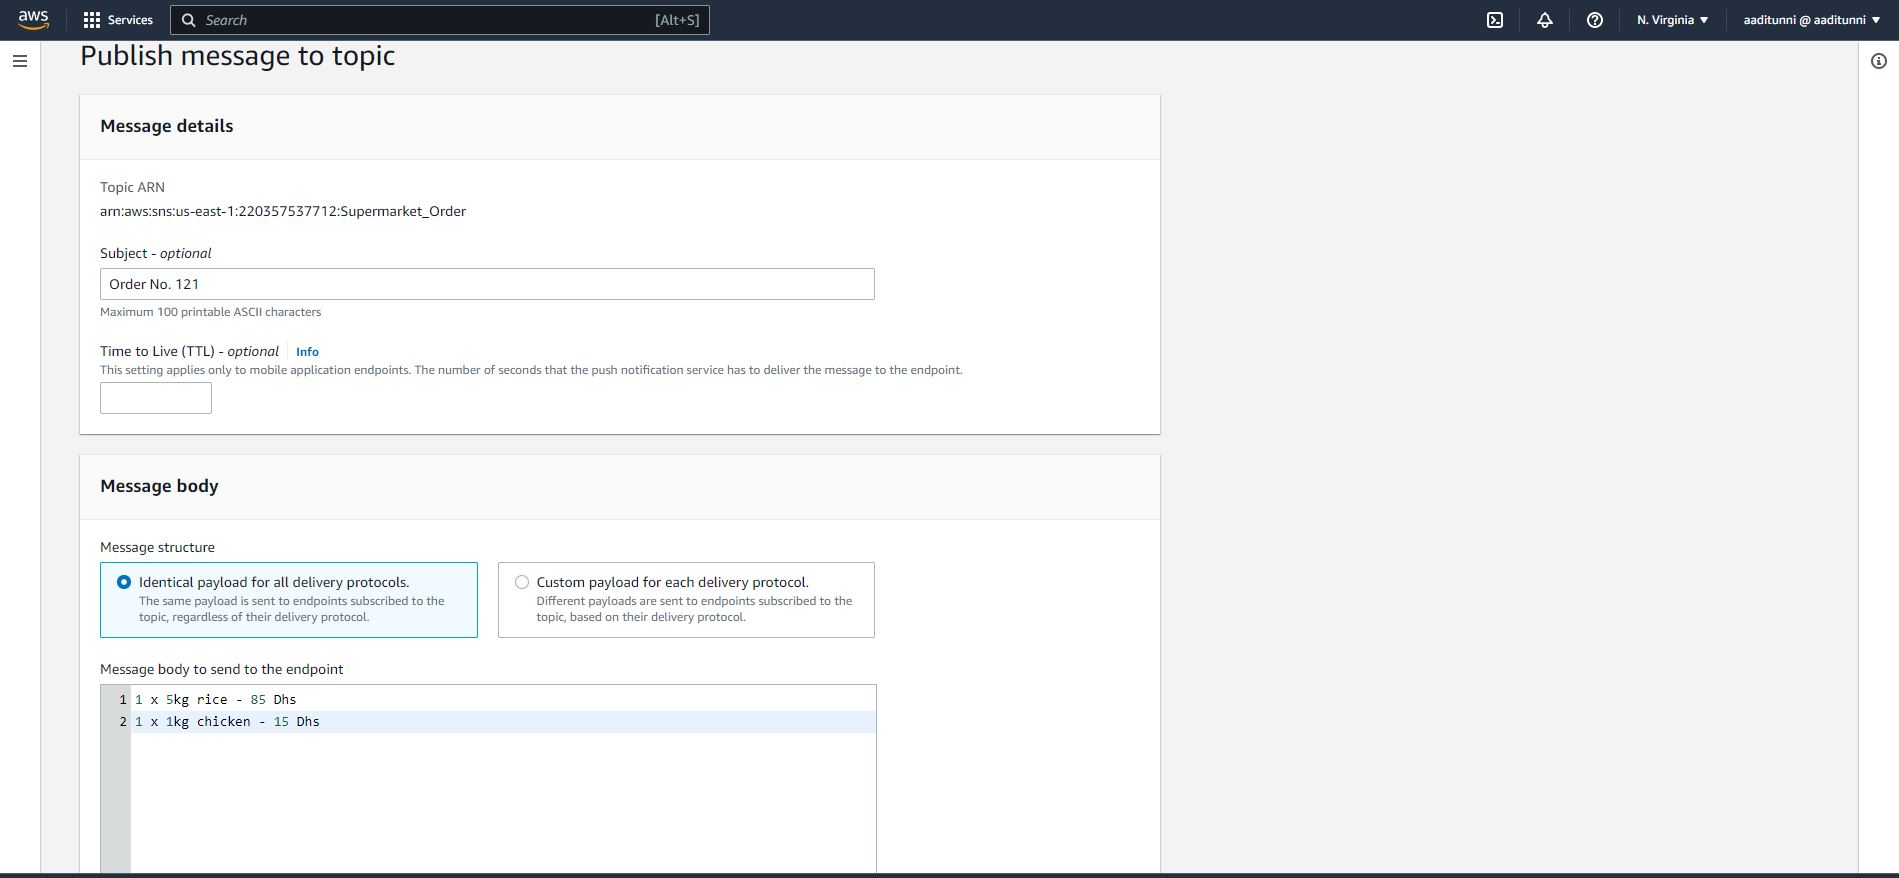 aws Services Search [Alt+S] N. Virginia aaditunni @ aaditunni
Publish message to topic
Message details
Topic ARN
arn:aws:sns:us-east-1:220357537712:Supermarket_Order
Subject - optional
Order No. 121
Maximum 100 printable ASCII characters
Time to Live (TTL) - optional Info
This setting applies only to mobile application endpoints. The number of seconds that the push notification service has to deliver the message to the endpoint.
Message body
Message structure
Identical payload for all delivery protocols.
The same payload is sent to endpoints subscribed to the
topic, regardless of their delivery protocol.
Custom payload for each delivery protocol.
Different payloads are sent to endpoints subscribed to the
topic, based on their delivery protocol.
Message body to send to the endpoint
1 1 x 5kg rice - 85 Dhs
2 1 x 1kg chicken - 15 Dhs